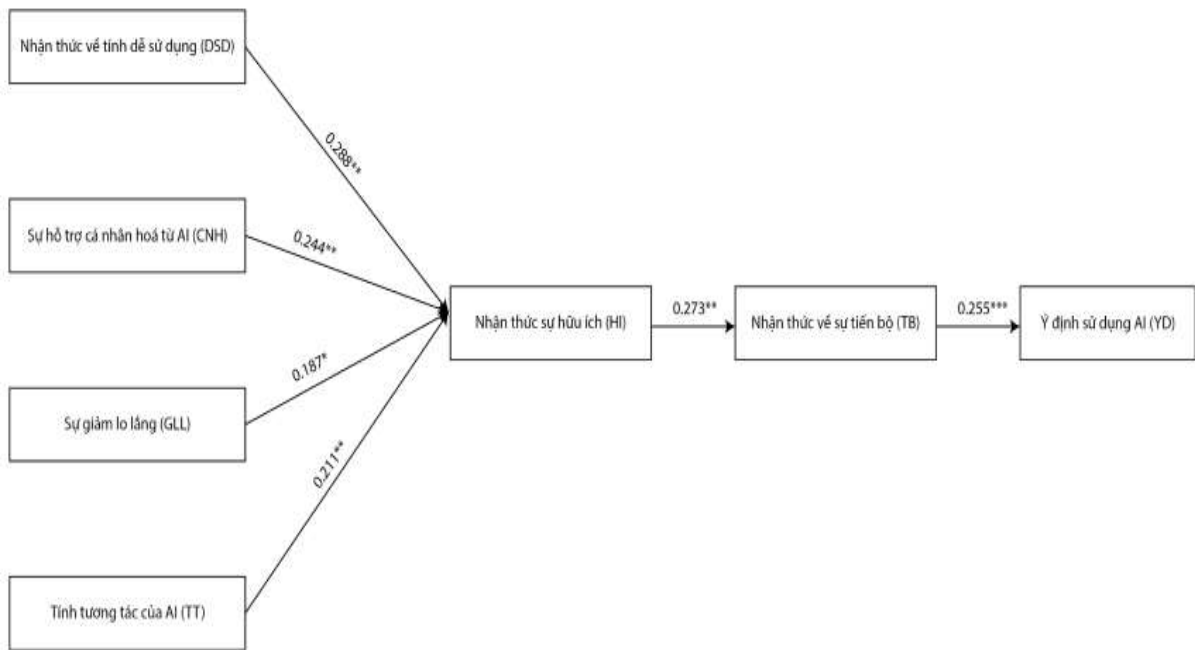 Nhận thức về tính dễ sử dụng (DSD)
0.288**
Sự hỗ trợ cá nhân hoá từ AI (CNH)
0.244**
Nhận thức sự hữu ích (HI)
0.273**
Nhận thức về sự tiến bộ (TB)
0.255***
Ý định sử dụng AI (YD)
0.187*
Sự giảm lo lắng (GLL)
0.211**
Tính tương tác của AI (TT)